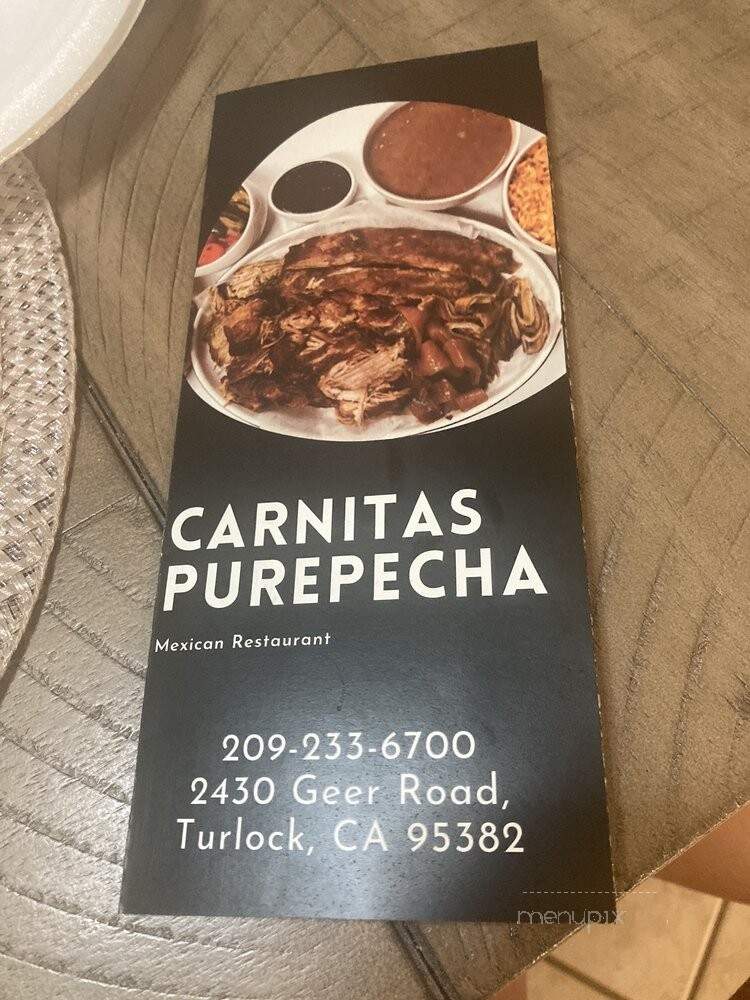 CARNITAS
PUREPECHA
Mexican Restaurant
209-233-6700
2430 Geer Road,
Turlock, CA 95382
menupix